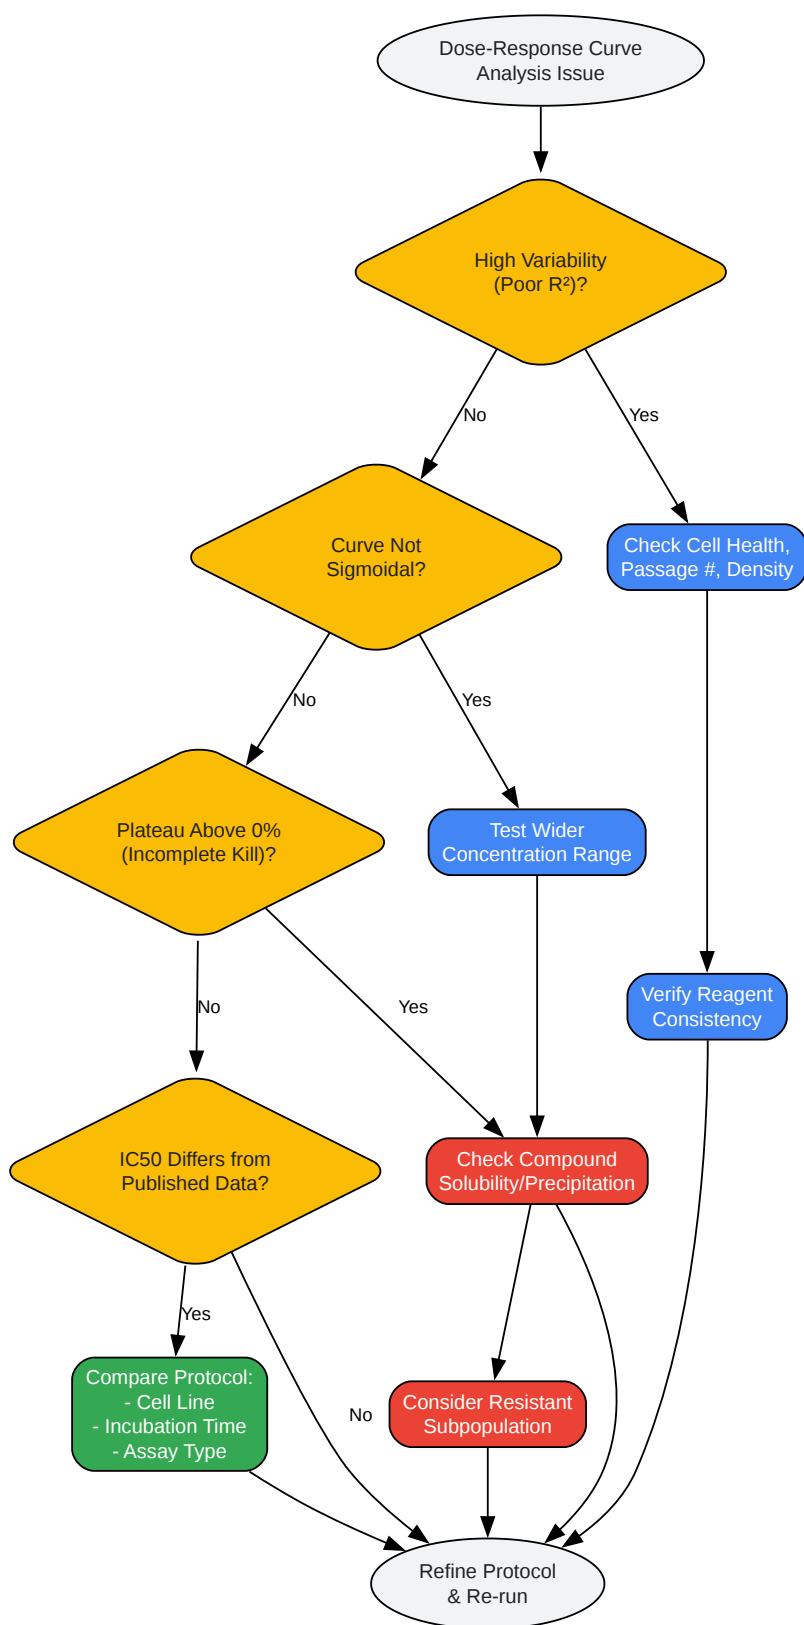 Dose-Response Curve
Analysis Issue
High Variability
(Poor R²)?
No
Yes
Curve Not
Sigmoidal?
Check Cell Health,
Passage #, Density
No
Yes
Plateau Above 0%
(Incomplete Kill)?
Test Wider
Concentration Range
Verify Reagent
Consistency
No
Yes
IC50 Differs from
Published Data?
Check Compound
Solubility/Precipitation
Yes
No
Compare Protocol:
- Cell Line
- Incubation Time
- Assay Type
Consider Resistant
Subpopulation
Refine Protocol
& Re-run